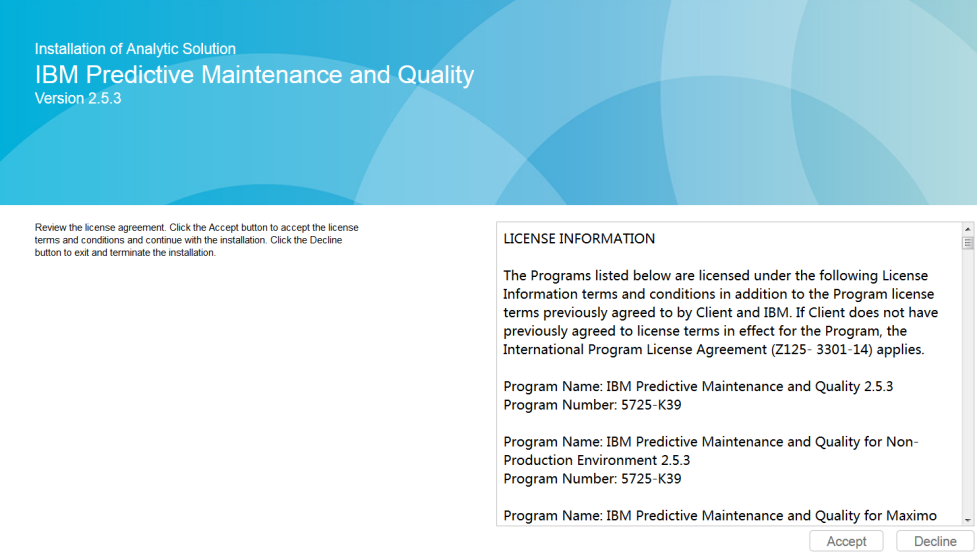 Installation of Analytic Solution
IBM Predictive Maintenance and Quality
Version 2.5.3
Review the license agreement. Click the Accept button to accept the license
terms and conditions and continue with the installation. Click the Decline
button to exit and terminate the installation.
LICENSE INFORMATION
The Programs listed below are licensed under the following License
Information terms and conditions in addition to the Program license
terms previously agreed to by Client and IBM. If Client does not have
previously agreed to license terms in effect for the Program, the
International Program License Agreement (Z125- 3301-14) applies.
Program Name: IBM Predictive Maintenance and Quality 2.5.3
Program Number: 5725-K39
Program Name: IBM Predictive Maintenance and Quality for Non-
Production Environment 2.5.3
Program Number: 5725-K39
Program Name: IBM Predictive Maintenance and Quality for Maximo
Accept
Decline